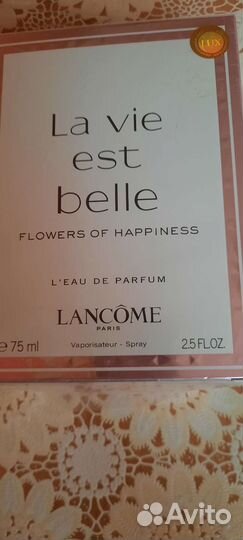 LUX
La vie
est
belle
FLOWERS OF HAPPINESS
L'EAU DE PARFUM
LANCÔME
PARIS
℮ 75 ml Vaporisateur - Spray 2.5 FL.OZ.
Avito